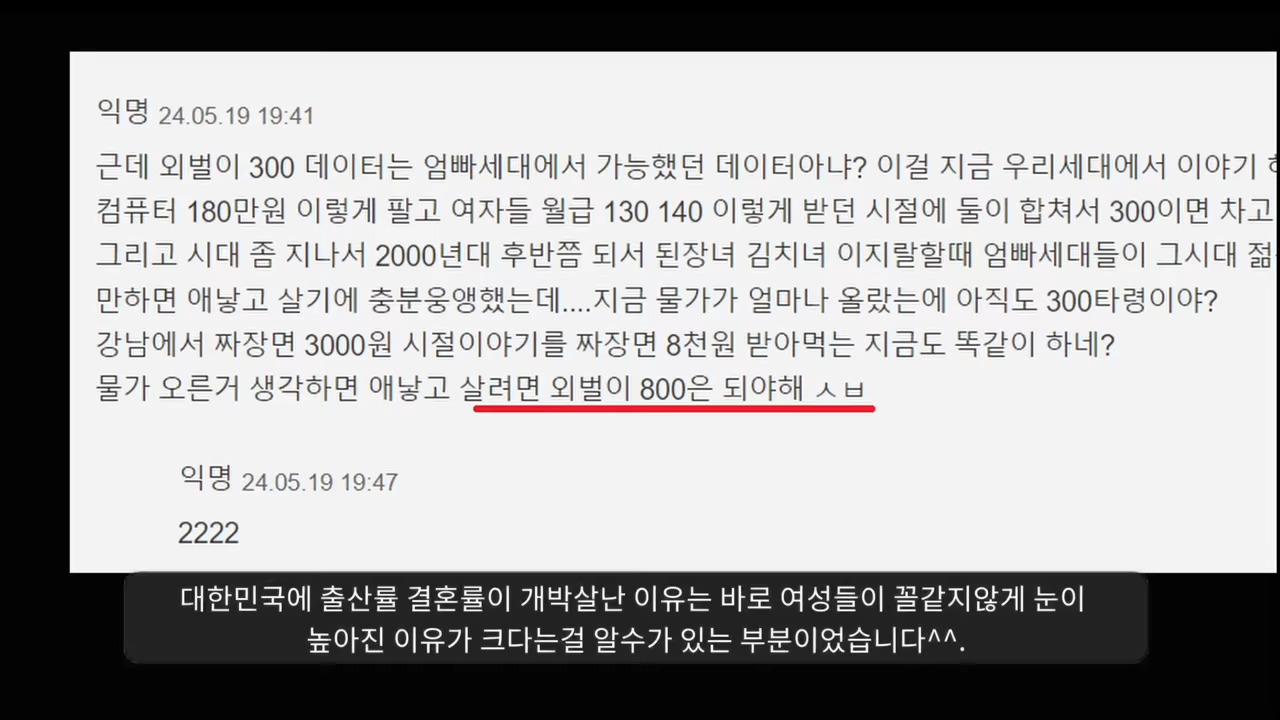 익명 24.05.19 19:41
근데 외벌이 300 데이터는 엄빠세대에서 가능했던 데이터아냐? 이걸 지금 우리세대에서 이야기
컴퓨터 180만원 이렇게 팔고 여자들 월급 130 140 이렇게 받던 시절에 둘이 합쳐서 300이면 차고
그리고 시대 좀 지나서 2000년대 후반쯤 되서 된장녀 김치녀 이지랄할때 엄빠세대들이 그시대
만하면 애낳고 살기에 충분웅앵했는데....지금 물가가 얼마나 올랐는에 아직도 300타령이야?
강남에서 짜장면 3000원 시절이야기를 짜장면 8천원 받아먹는 지금도 똑같이 하네?
물가 오른거 생각하면 애낳고 살려면 외벌이 800은 되야해 ㅅㅂ
익명 24.05.19 19:47
2222
대한민국에 출산률 결혼률이 개박살난 이유는 바로 여성들이 꼴같지않게 눈이
높아진 이유가 크다는걸 알수가 있는 부분이었습니다^^.